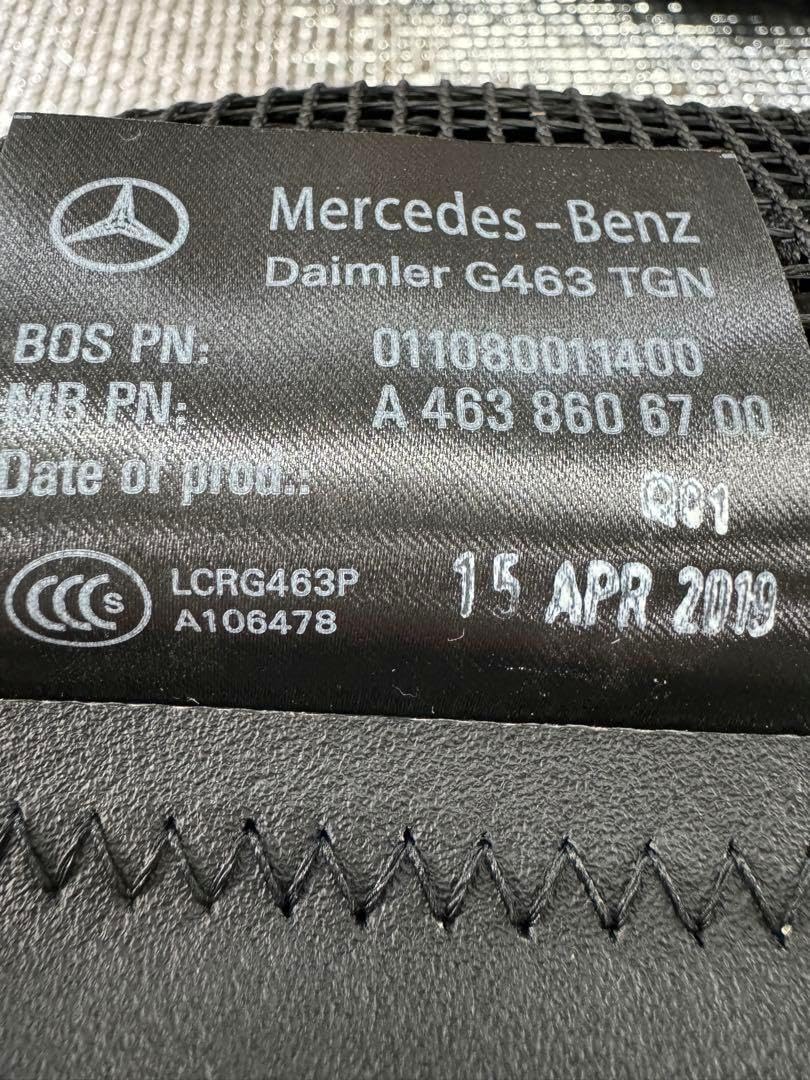 Mercedes-Benz
Daimler G463 TGN
BOS PN: 011080011400
MB PN: A 463 860 67 00
Date of prod.: Q01
CCC S LCRG463P 15 APR 2019
A106478